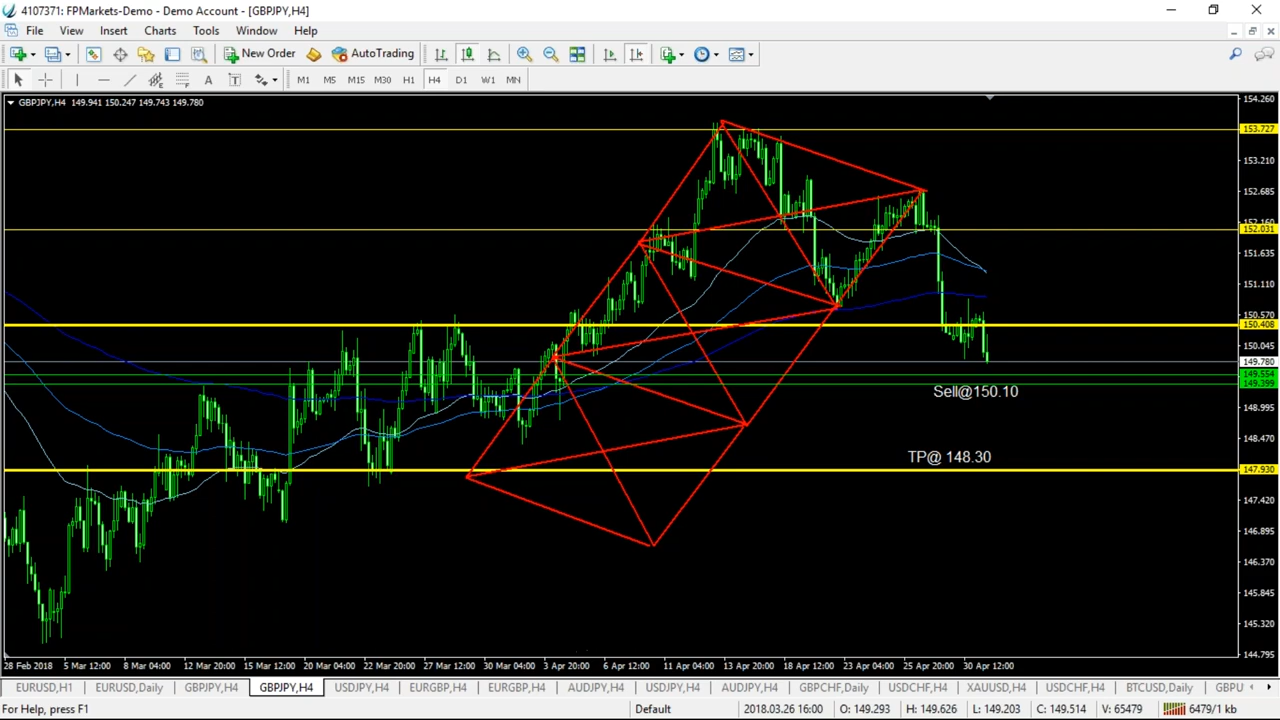 4107371: FPMarkets-Demo - Demo Account - [GBPJPY,H4]
File View Insert Charts Tools Window Help
New Order AutoTrading
A T M1 M5 M15 M30 H1 H4 D1 W1 MN
GBPJPY,H4 149.941 150.247 149.743 149.780
154.260
153.727
153.210
152.685
152.160
152.031
151.635
151.110
150.570
150.408
150.045
149.780
149.554
149.399
Sell@150.10
148.995
148.470
TP@ 148.30
147.930
147.420
146.895
146.370
145.845
145.320
144.795
28 Feb 2018 5 Mar 12:00 8 Mar 04:00 12 Mar 20:00 15 Mar 12:00 20 Mar 04:00 22 Mar 20:00 27 Mar 12:00 30 Mar 04:00 3 Apr 20:00 6 Apr 12:00 11 Apr 04:00 13 Apr 20:00 18 Apr 12:00 23 Apr 04:00 25 Apr 20:00 30 Apr 12:00
EURUSD,H1 EURUSD,Daily GBPJPY,H4 GBPJPY,H4 USDJPY,H4 EURGBP,H4 EURGBP,H4 AUDJPY,H4 USDJPY,H4 AUDJPY,H4 GBPCHF,Daily USDCHF,H4 XAUUSD,H4 USDCHF,H4 BTCUSD,Daily GBPU
For Help, press F1 Default 2018.03.26 16:00 O: 149.293 H: 149.626 L: 149.203 C: 149.514 V: 65479 6479/1 kb